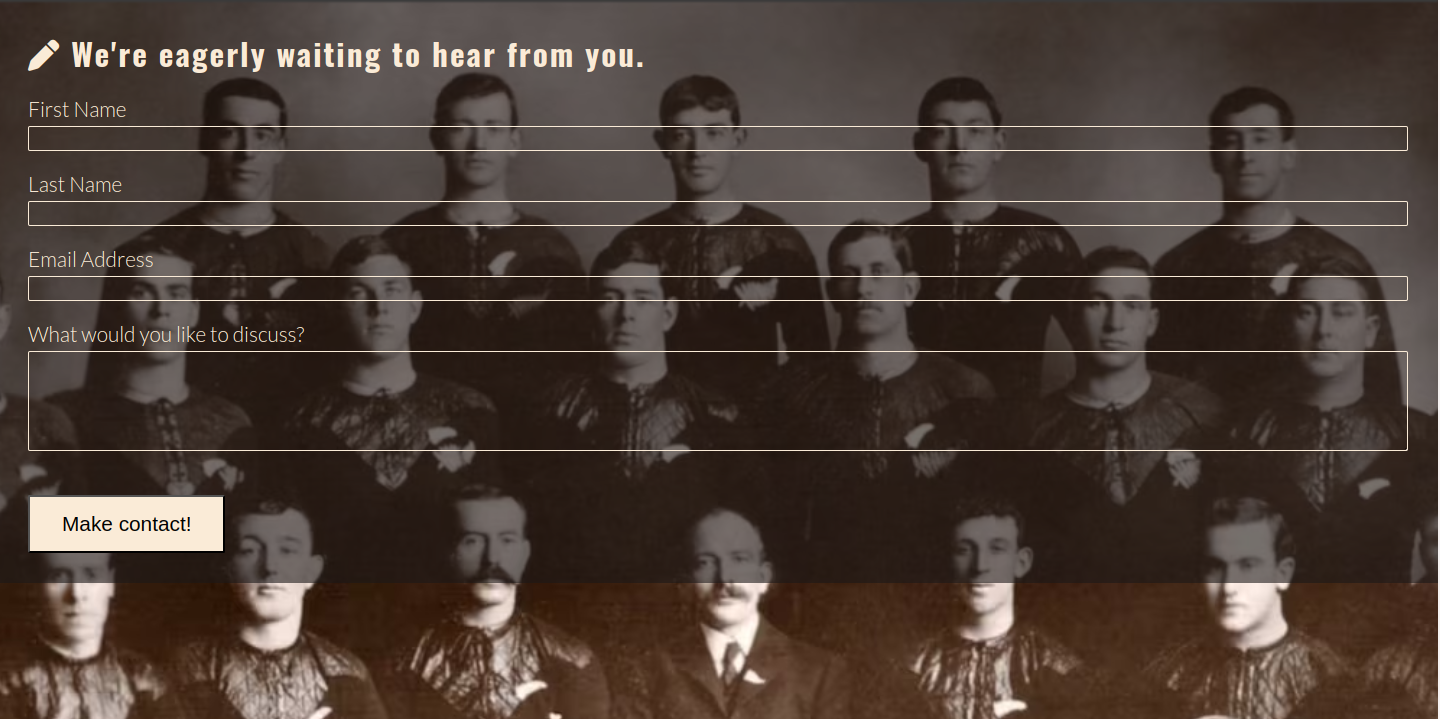 We're eagerly waiting to hear from you.
First Name
Last Name
Email Address
What would you like to discuss?
Make contact!